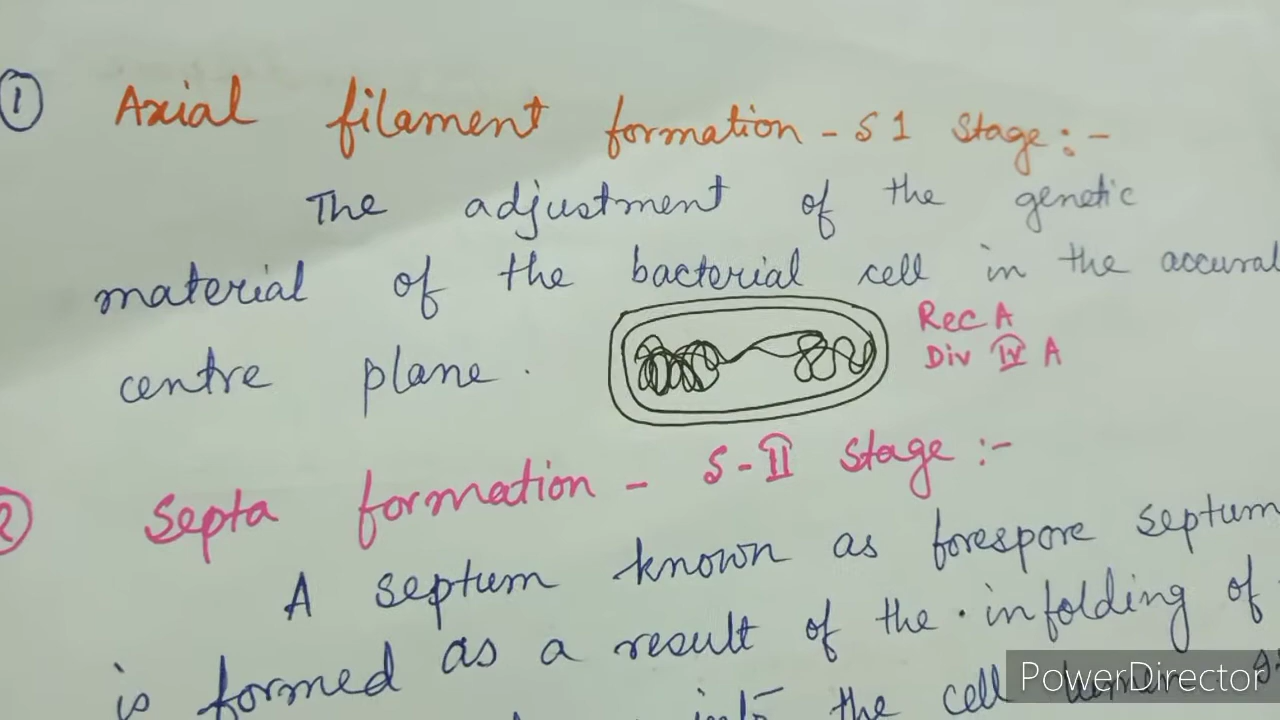 ① Axial filament formation - S 1 Stage :-
The adjustment of the genetic
material of the bacterial cell in the accurat
centre plane.
Rec A
Div IV A
② Septa formation - S-II Stage :-
A septum known as forespore septum
is formed as a result of the infolding of
into the cell
PowerDirector